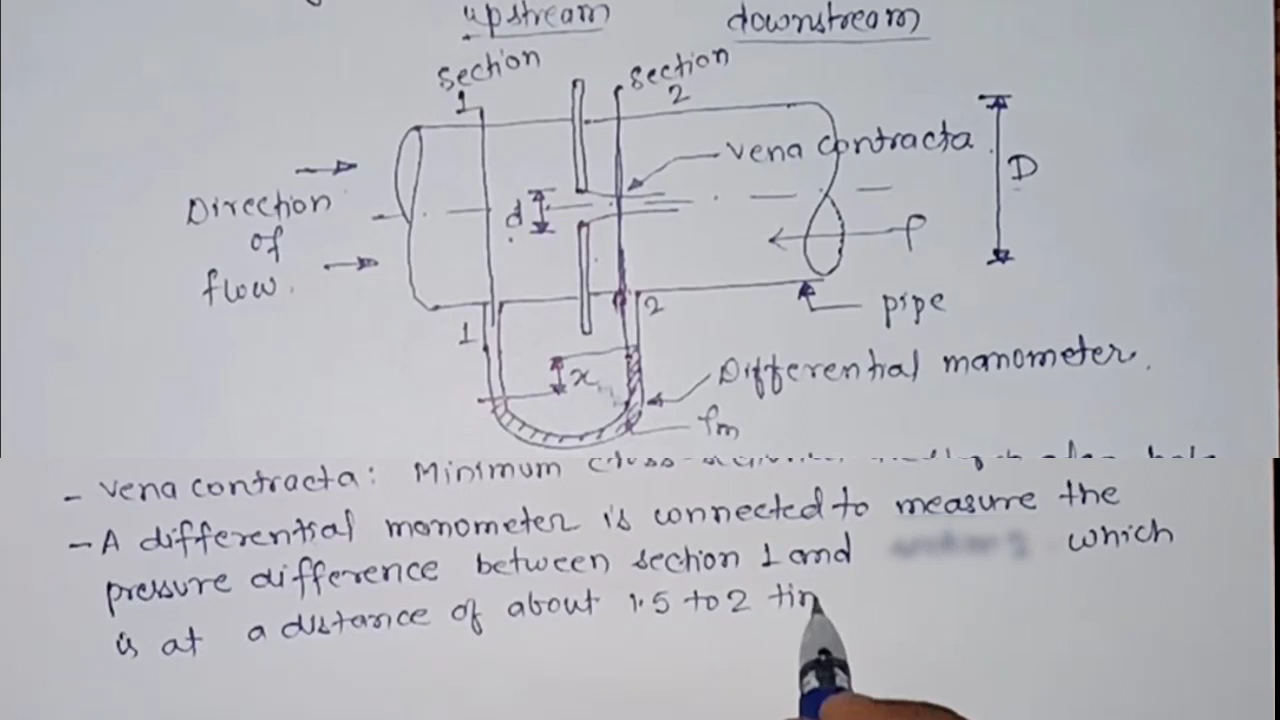 upstream downstream
section section
1 2
vena contracta
D
Direction
of
flow.
d
P
pipe
1 2
x
Differential manometer.
fm
- vena contracta: Minimum
- A differential manometer is connected to measure the
pressure difference between section 1 and which
is at a distance of about 1.5 to 2